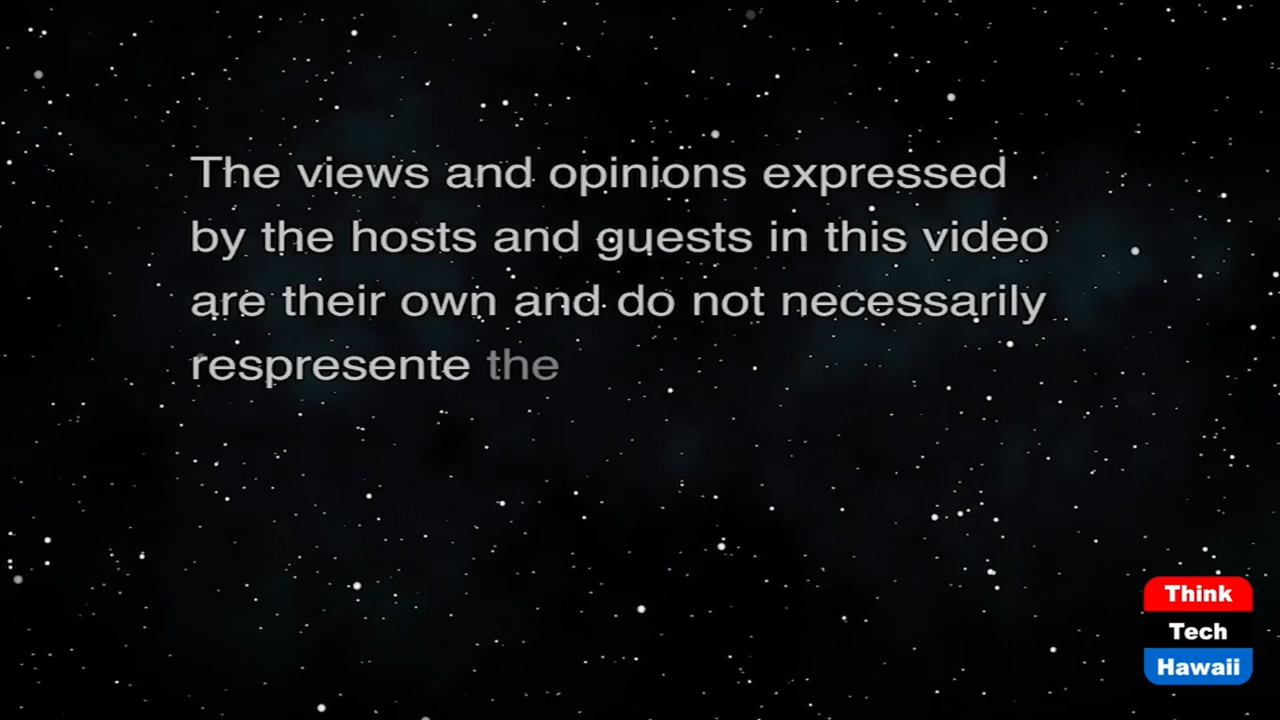 The views and opinions expressed
by the hosts and guests in this video
are their own and do not necessarily
respresente the
Think
Tech
Hawaii